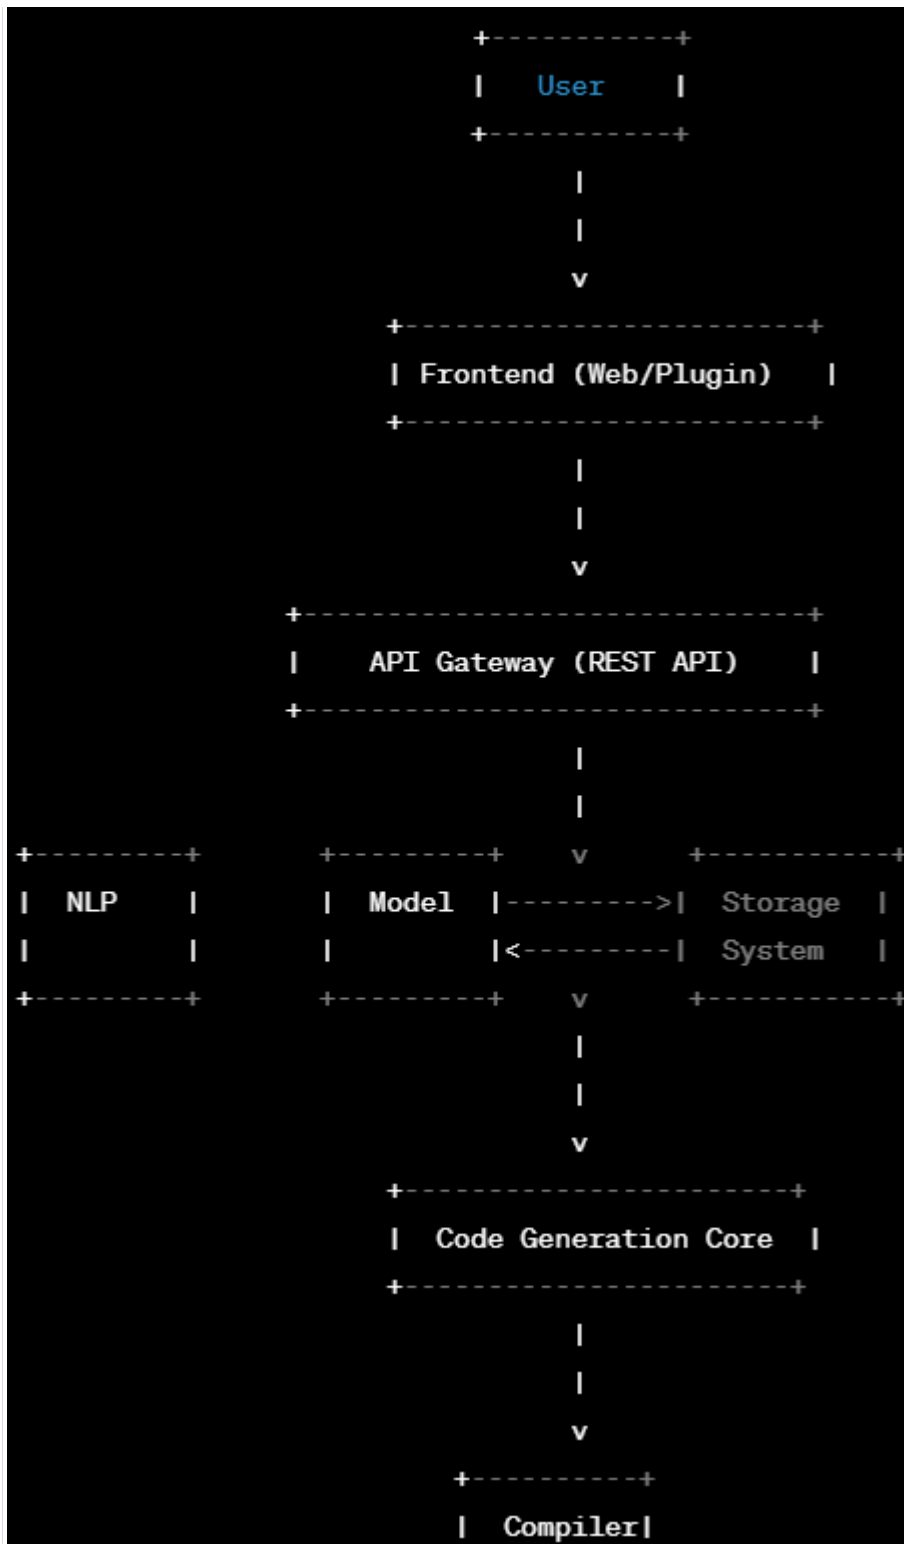 +-----------+
|   User    |
+-----------+
|
|
v
+-------------------------+
| Frontend (Web/Plugin)   |
+-------------------------+
|
|
v
+-------------------------------+
|    API Gateway (REST API)    |
+-------------------------------+
|
|
+---------+       +---------+    v      +-----------+
|  NLP    |       |  Model  |--------->|  Storage  |
|         |       |         |<---------|  System   |
+---------+       +---------+    v      +-----------+
|
|
v
+-----------------------+
|  Code Generation Core  |
+-----------------------+
|
|
v
+----------+
|  Compiler|